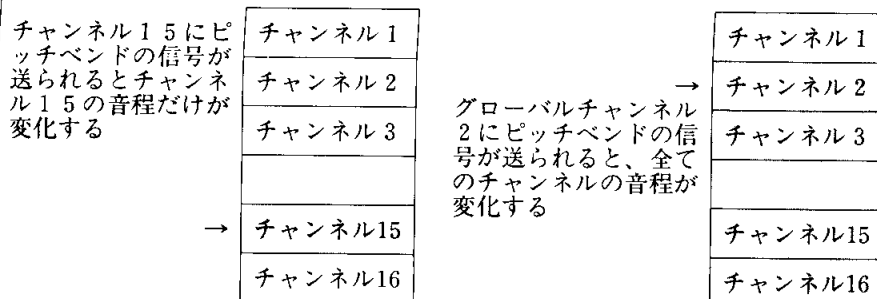 チャンネル１５にピ
ッチベンドの信号が
送られるとチャンネ
ル１５の音程だけが
変化する
→
チャンネル1
チャンネル2
チャンネル3
チャンネル15
チャンネル16
→
グローバルチャンネル
２にピッチベンドの信
号が送られると、全て
のチャンネルの音程が
変化する
チャンネル1
チャンネル2
チャンネル3
チャンネル15
チャンネル16